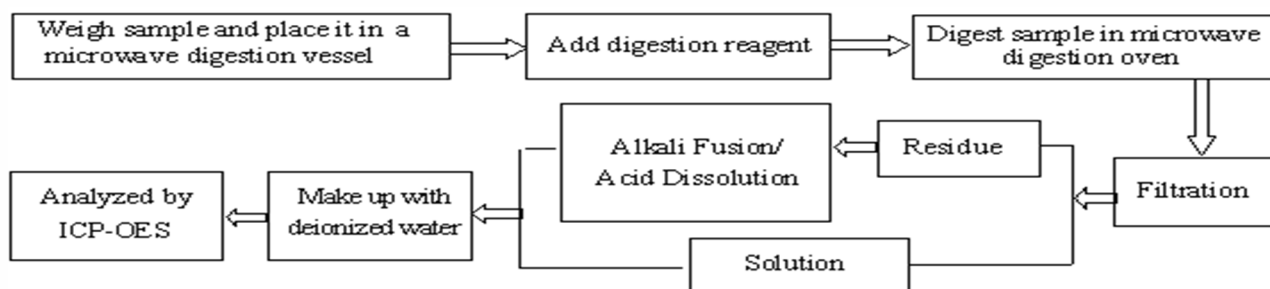 Weigh sample and place it in a
microwave digestion vessel
Add digestion reagent
Digest sample in microwave
digestion oven
Filtration
Residue
Alkali Fusion/
Acid Dissolution
Solution
Make up with
deionized water
Analyzed by
ICP-OES